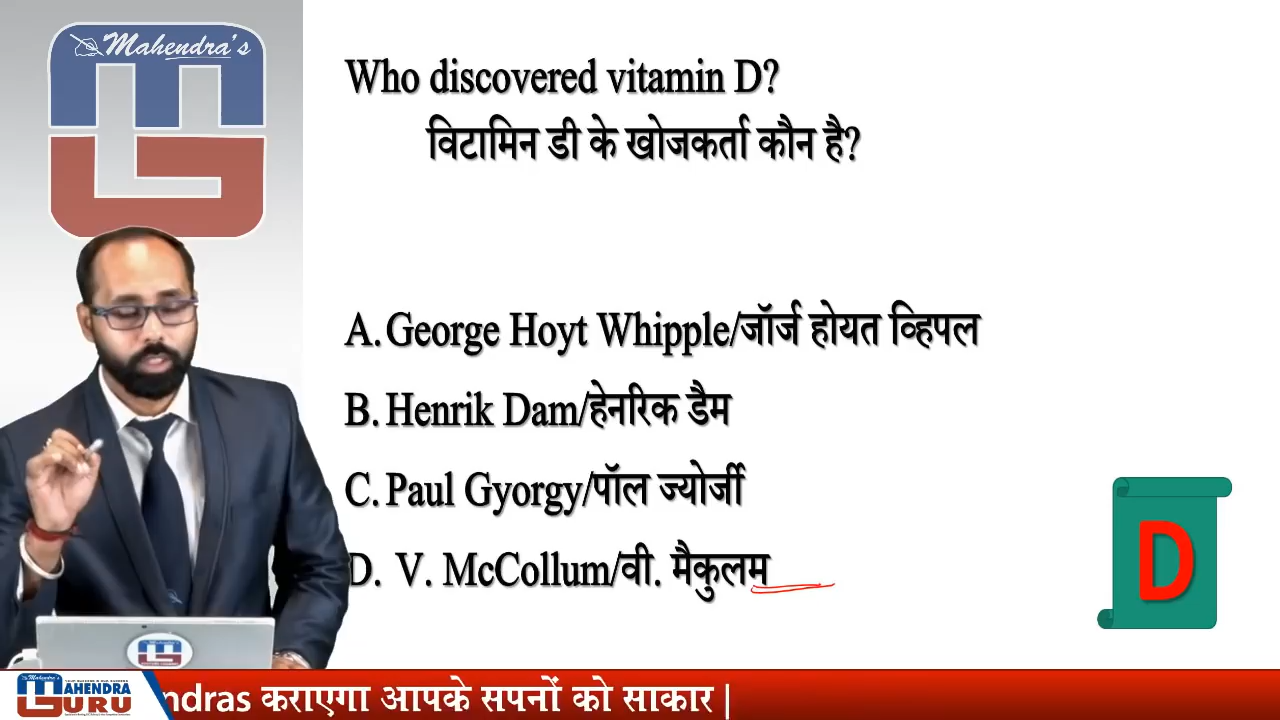 Mahendra's
Who discovered vitamin D?
विटामिन डी के खोजकर्ता कौन है?
A. George Hoyt Whipple/जॉर्ज होयत व्हिपल
B. Henrik Dam/हेनरिक डैम
C. Paul Gyorgy/पॉल ज्योर्जी
D. V. McCollum/वी. मैकुलम
D
Mahendra's
MAHENDRA
GURU
ndras कराएगा आपके सपनों को साकार |